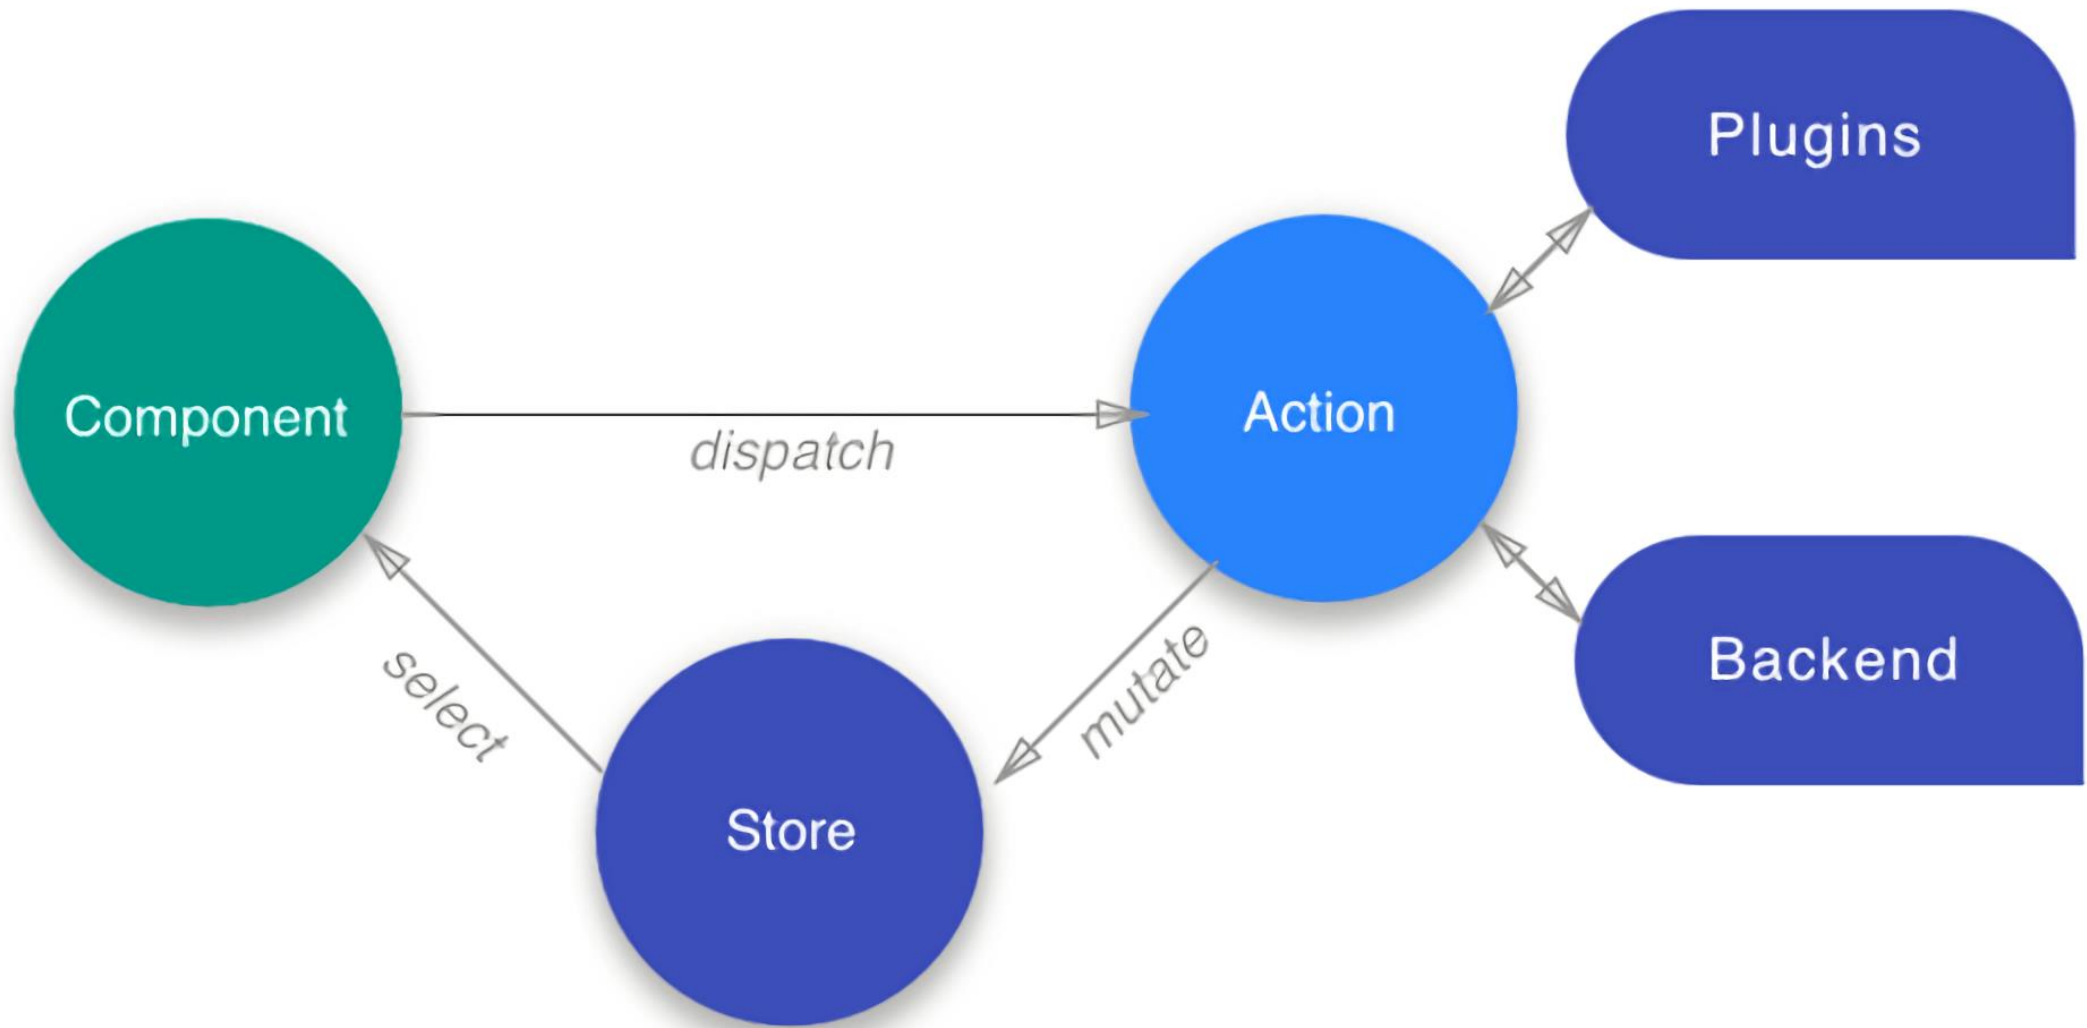 Plugins
Component
Action
dispatch
select
mutate
Backend
Store